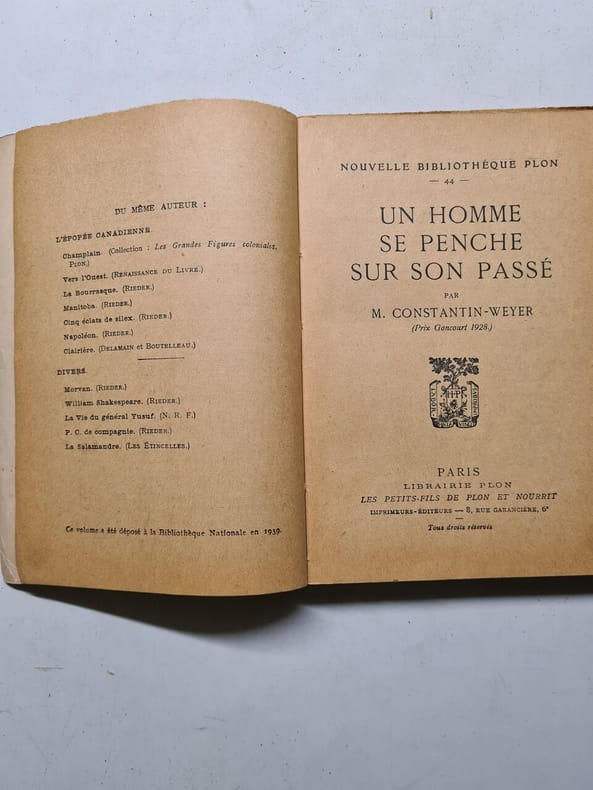 DU MÊME AUTEUR :
L'ÉPOPÉE CANADIENNE.
Champlain. (Collection : Les Grandes Figures coloniales.
PLON.)
Vers l'Ouest. (RENAISSANCE DU LIVRE.)
La Bourrasque. (RIEDER.)
Manitoba. (RIEDER.)
Cinq éclats de silex. (RIEDER.)
Napoléon. (RIEDER.)
Clairière. (DELAMAIN et BOUTELLEAU.)
DIVERS.
Morvan. (RIEDER.)
William Shakespeare. (RIEDER.)
La Vie du général Yusuf. (N. R. F.)
P. C. de compagnie. (RIEDER.)
La Salamandre. (LES ÉTINCELLES.)
Ce volume a été déposé à la Bibliothèque Nationale en 1939.
NOUVELLE BIBLIOTHÈQUE PLON
— 44 —
UN HOMME
SE PENCHE
SUR SON PASSÉ
PAR
M. CONSTANTIN-WEYER
(Prix Goncourt 1928.)
PARIS
LIBRAIRIE PLON
LES PETITS-FILS DE PLON ET NOURRIT
IMPRIMEURS-ÉDITEURS — 8, RUE GARANCIÈRE, 6e
Tous droits réservés